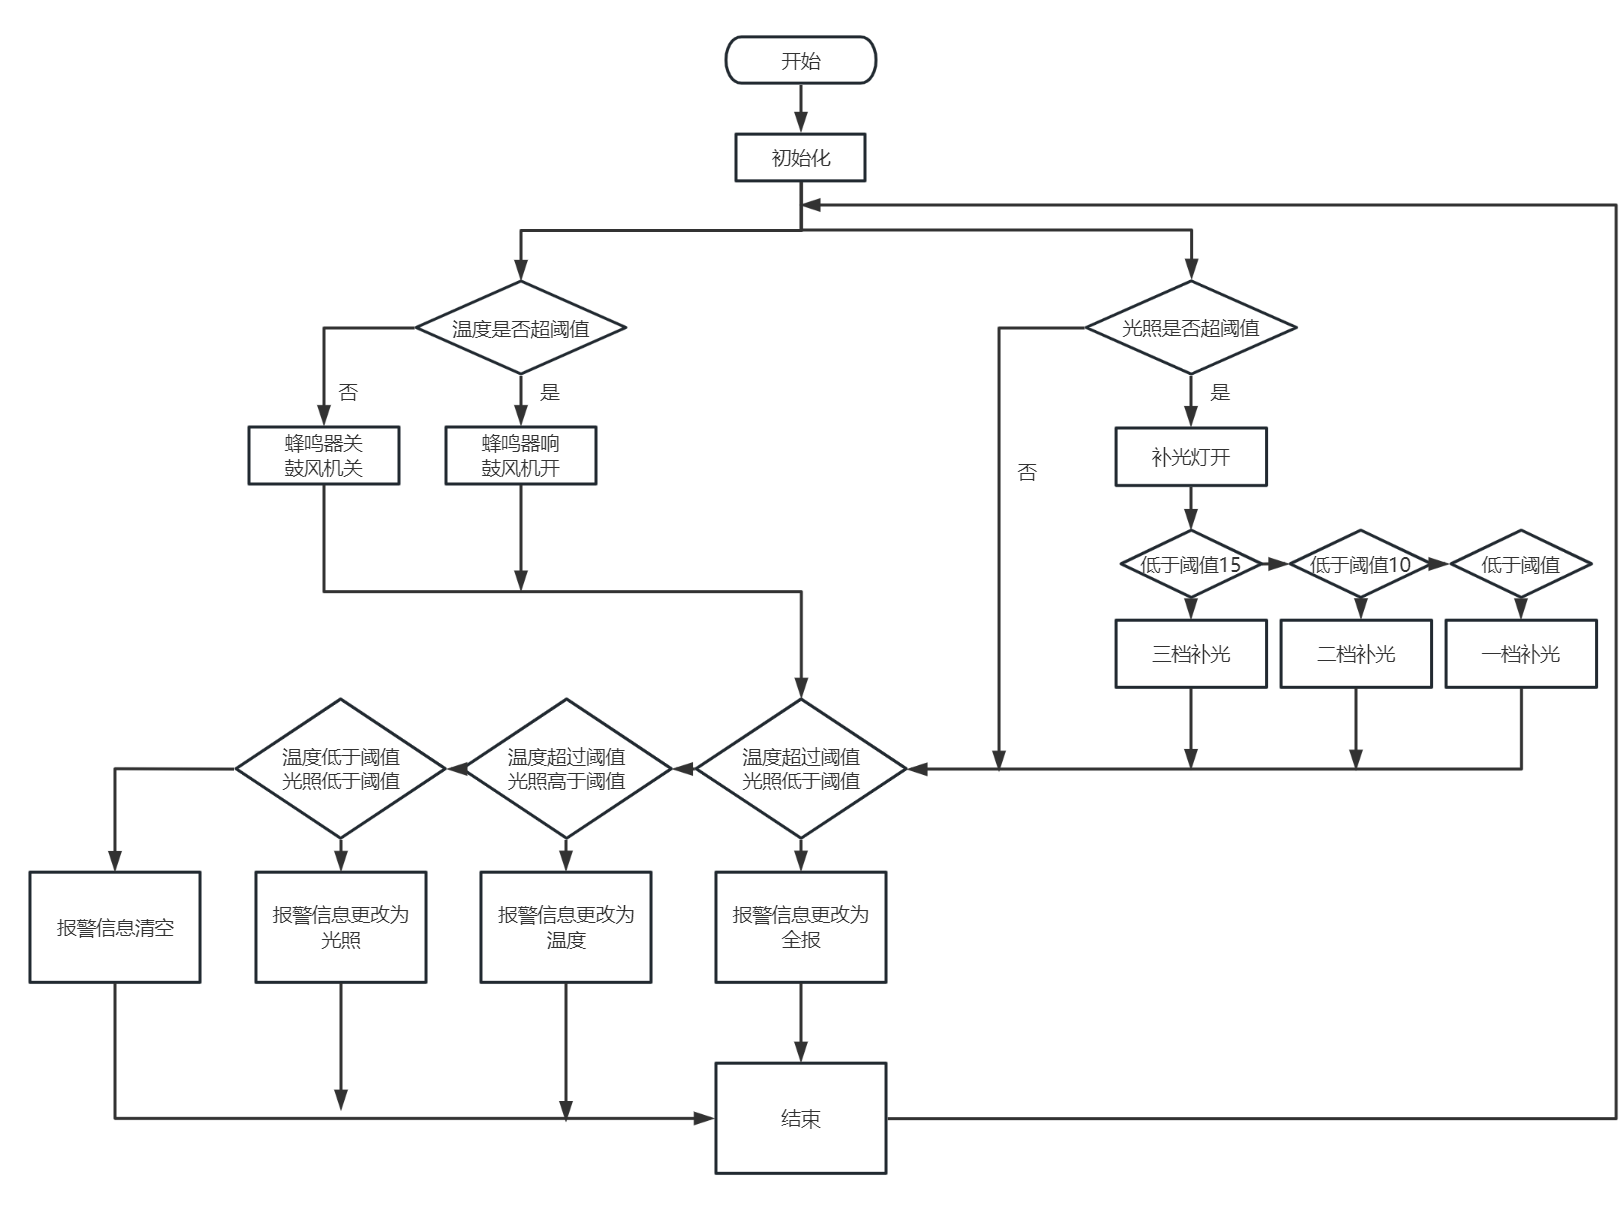 开始
初始化
温度是否超阈值
光照是否超阈值
否
是
是
蜂鸣器关
鼓风机关
蜂鸣器响
鼓风机开
补光灯开
否
低于阈值15
低于阈值10
低于阈值
三档补光
二档补光
一档补光
温度低于阈值
光照低于阈值
温度超过阈值
光照高于阈值
温度超过阈值
光照低于阈值
报警信息清空
报警信息更改为
光照
报警信息更改为
温度
报警信息更改为
全报
结束